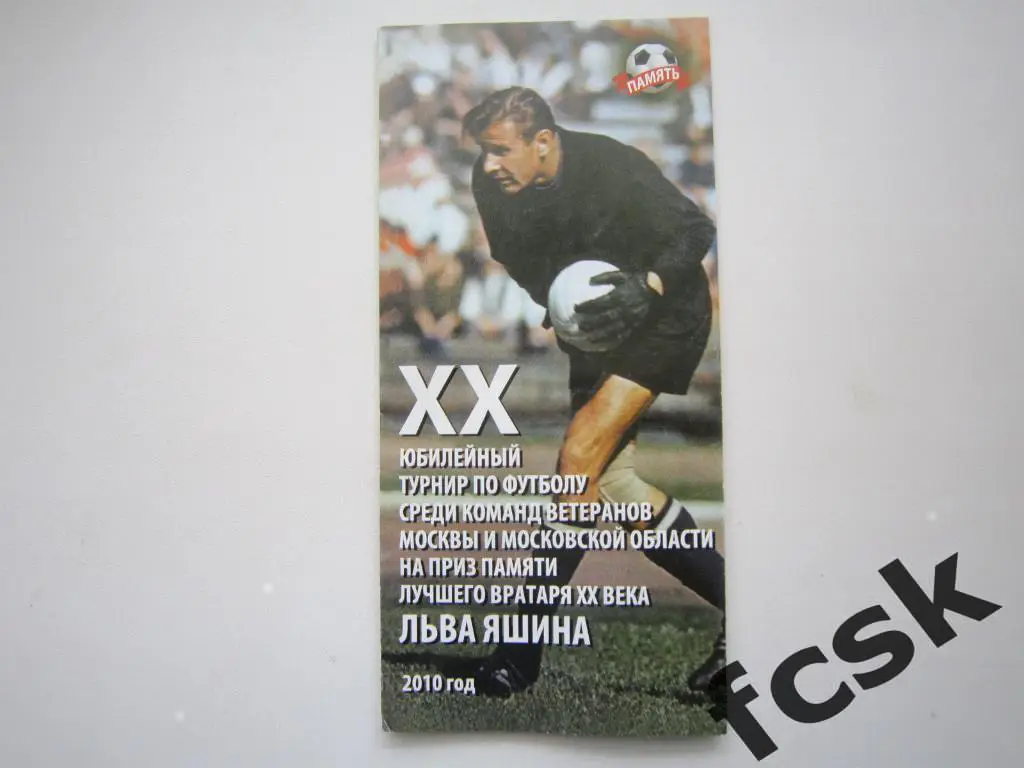 ПАМЯТЬ
XX
ЮБИЛЕЙНЫЙ
ТУРНИР ПО ФУТБОЛУ
СРЕДИ КОМАНД ВЕТЕРАНОВ
МОСКВЫ И МОСКОВСКОЙ ОБЛАСТИ
НА ПРИЗ ПАМЯТИ
ЛУЧШЕГО ВРАТАРЯ XX ВЕКА
ЛЬВА ЯШИНА
2010 год
fcsk